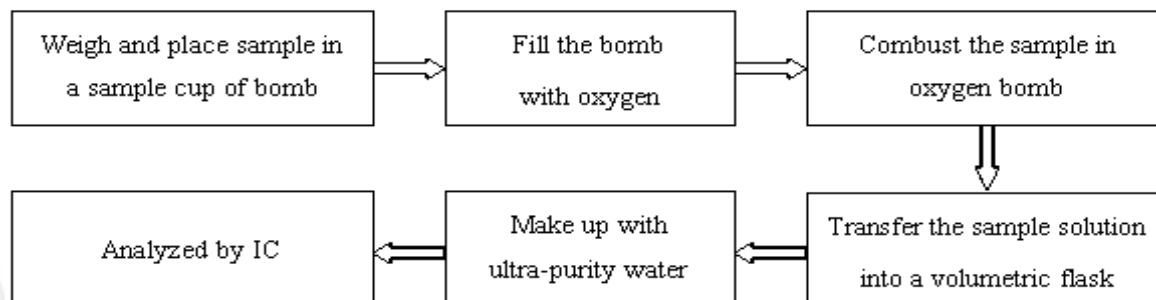 Weigh and place sample in
a sample cup of bomb
Fill the bomb
with oxygen
Combust the sample in
oxygen bomb
Transfer the sample solution
into a volumetric flask
Make up with
ultra-purity water
Analyzed by IC